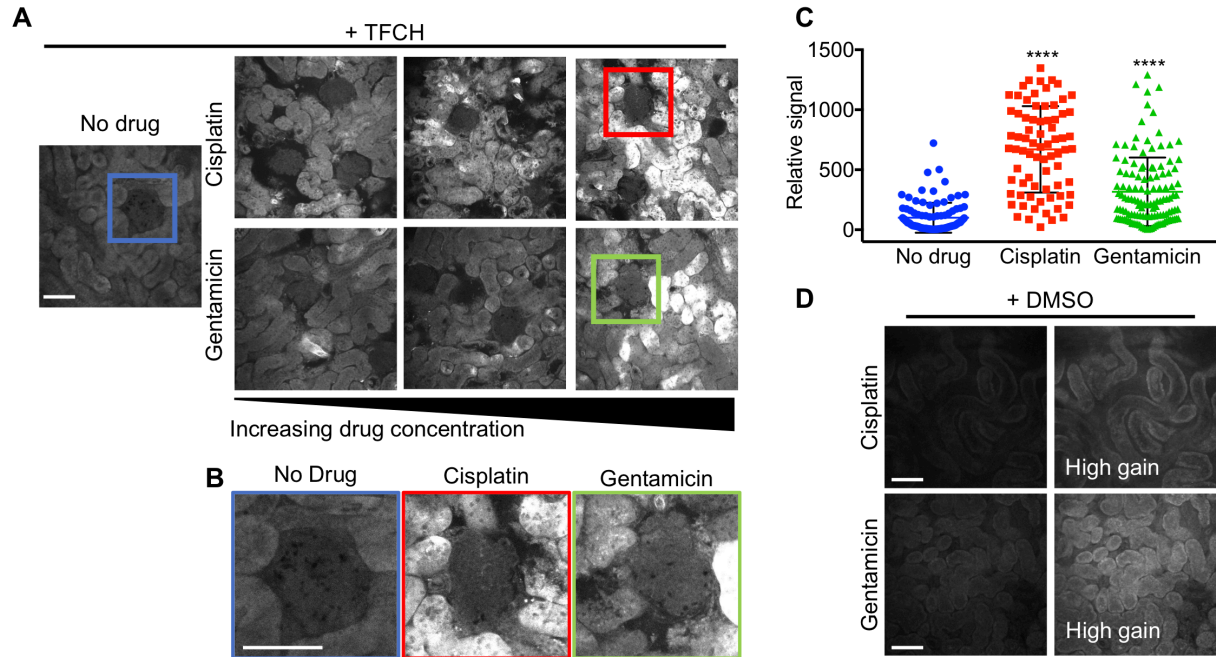 A
+ TFCH
No drug
Cisplatin
Gentamicin
Increasing drug concentration
B
No Drug
Cisplatin
Gentamicin
C
Relative signal
1500
1000
500
0
****
****
No drug
Cisplatin
Gentamicin
D
+ DMSO
Cisplatin
High gain
Gentamicin
High gain